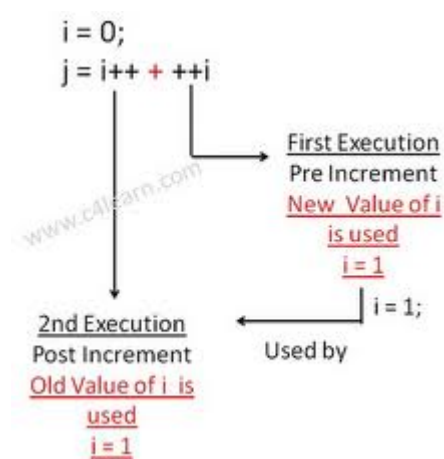 i = 0;
j = i++ + ++i
First Execution
Pre Increment
New Value of i
is used
i = 1
www.c4learn.com
i = 1;
2nd Execution
Post Increment
Old Value of i is
used
i = 1
Used by